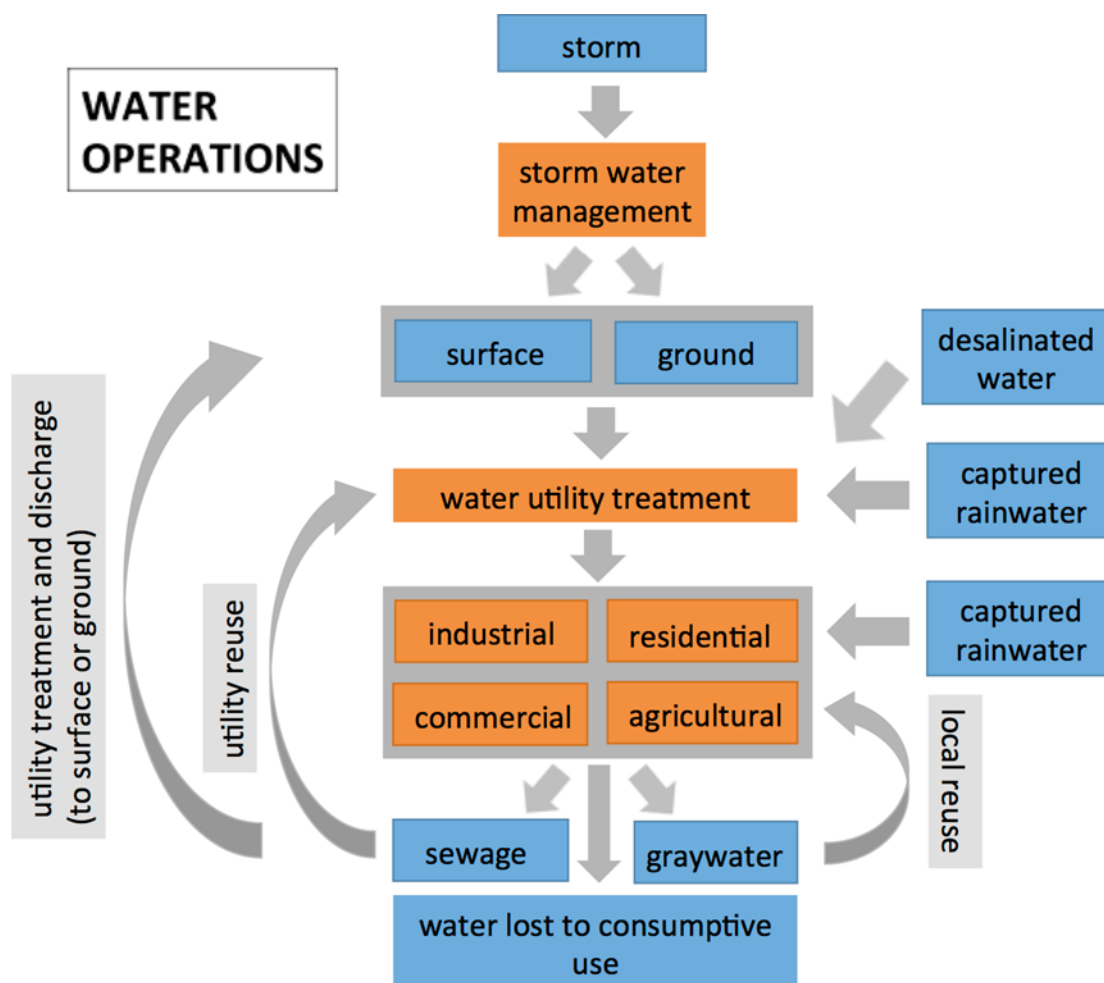 WATER
OPERATIONS
storm
storm water
management
surface
ground
desalinated
water
water utility treatment
captured
rainwater
industrial
residential
captured
rainwater
commercial
agricultural
utility treatment and discharge
(to surface or ground)
utility reuse
local reuse
sewage
graywater
water lost to consumptive
use